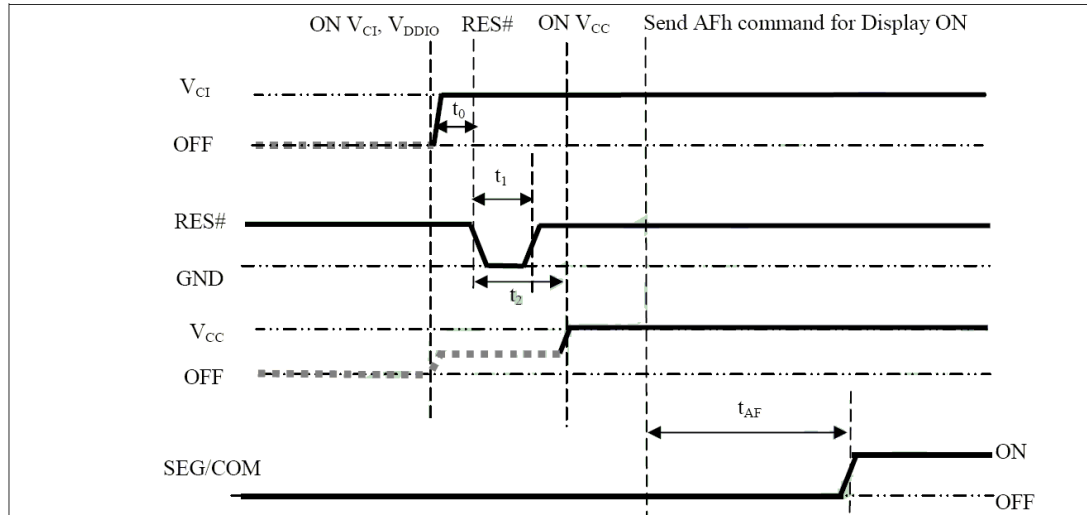 ON VCI, VDDIO RES# ON VCC Send AFh command for Display ON
VCI
t0
OFF
t1
RES#
GND
t2
VCC
OFF
tAF
SEG/COM
ON
OFF